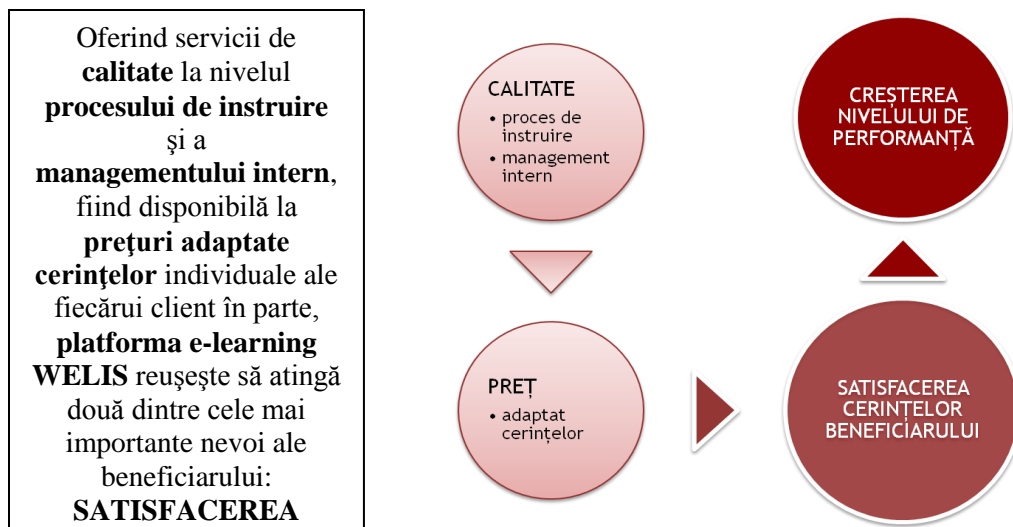 Oferind servicii de
calitate la nivelul
procesului de instruire
şi a
managementului intern,
fiind disponibilă la
preţuri adaptate
cerinţelor individuale ale
fiecărui client în parte,
platforma e-learning
WELIS reuşeşte să atingă
două dintre cele mai
importante nevoi ale
beneficiarului:
SATISFACEREA
CALITATE
• proces de
instruire
• management
intern
PREȚ
• adaptat
cerințelor
SATISFACEREA
CERINȚELOR
BENEFICIARULUI
CREȘTEREA
NIVELULUI DE
PERFORMANȚĂ